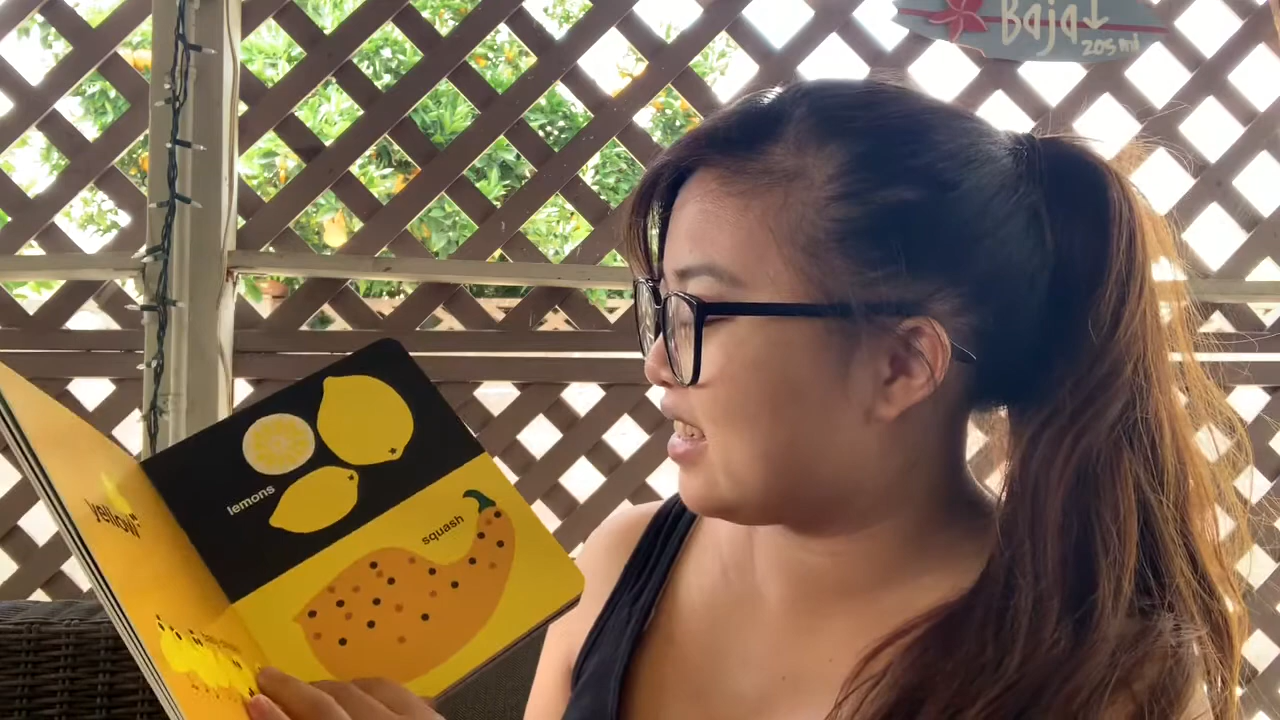 Baja↓
205 mi
yellow:
lemons
squash